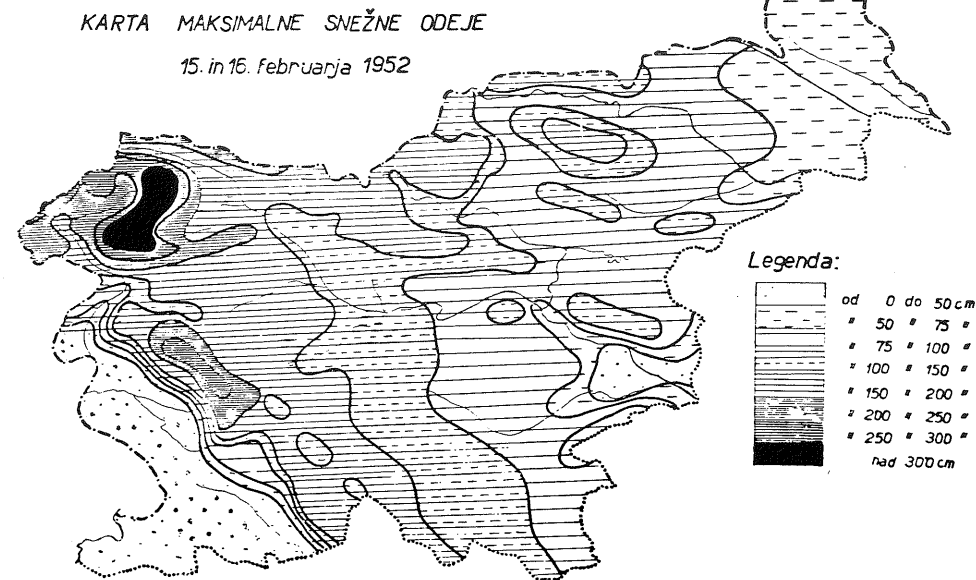 KARTA MAKSIMALNE SNEŽNE ODEJE
15. in 16. februarja 1952
Legenda:
od 0 do 50 cm
" 50 " 75 "
" 75 " 100 "
" 100 " 150 "
" 150 " 200 "
" 200 " 250 "
" 250 " 300 "
nad 300 cm